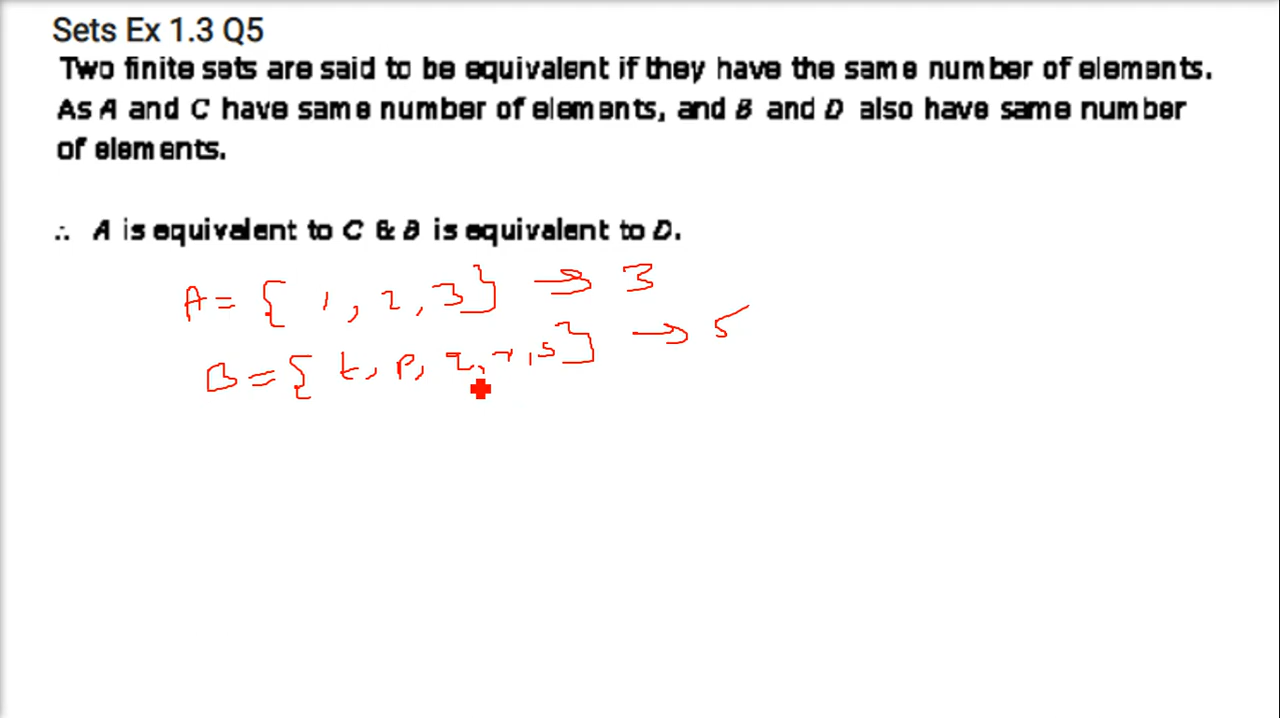 Sets Ex 1.3 Q5
Two finite sets are said to be equivalent if they have the same number of elements.
As A and C have same number of elements, and B and D also have same number
of elements.
∴ A is equivalent to C & B is equivalent to D.
A = { 1, 2, 3} → 3
B = { t, p, q, r, s} → 5